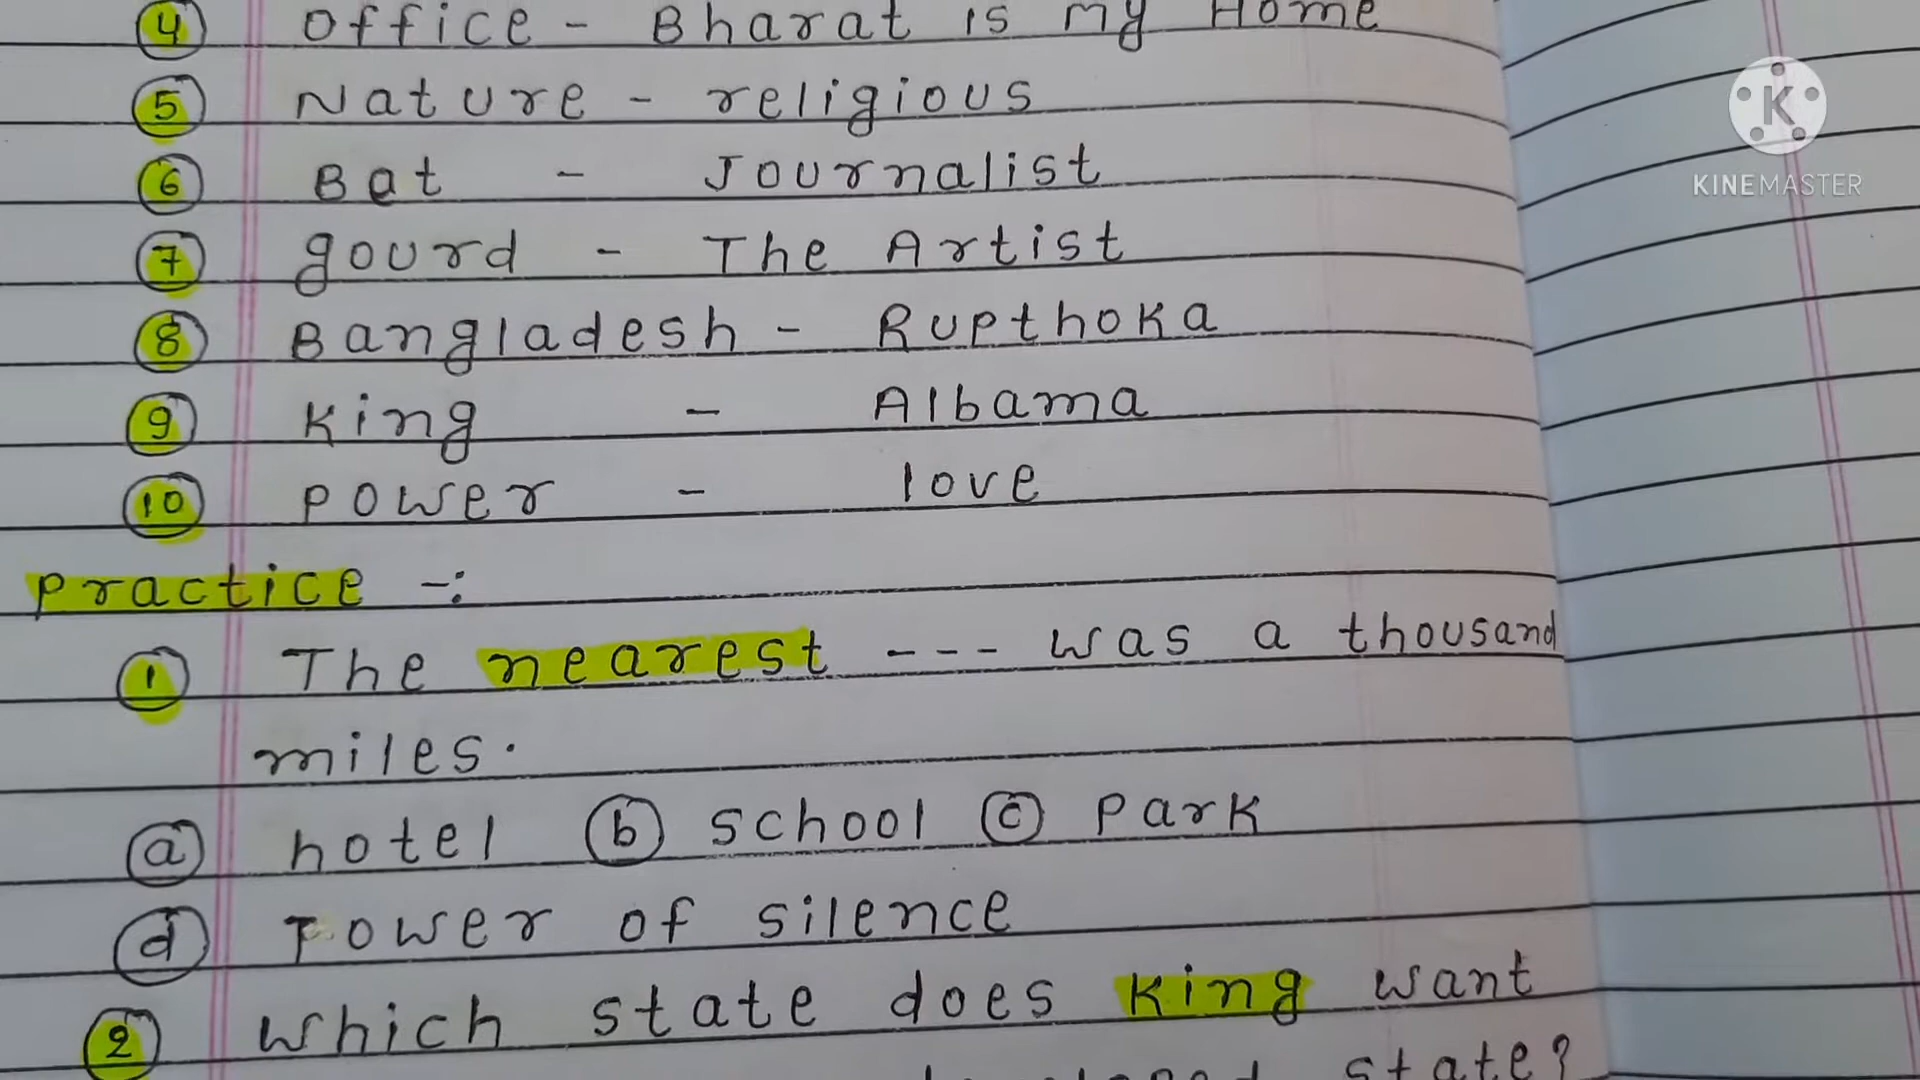 4 Office - Bharat is my Home
5 Nature - religious
6 Bat - Journalist
7 gourd - The Artist
8 Bangladesh - Rupthoka
9 King - Albama
10 Power - love
Practice -:
1 The nearest --- was a thousand
miles.
a hotel b school c Park
d Tower of silence
2 Which state does King want
state?
K
KINEMASTER